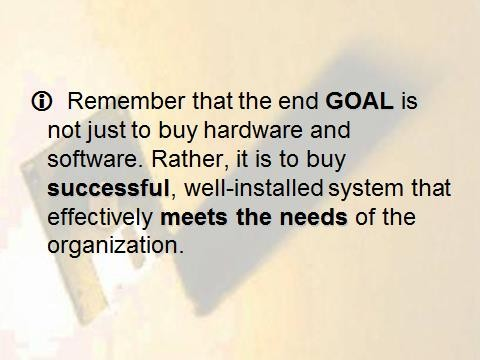 ⓘ Remember that the end GOAL is
not just to buy hardware and
software. Rather, it is to buy
successful, well-installed system that
effectively meets the needs of the
organization.